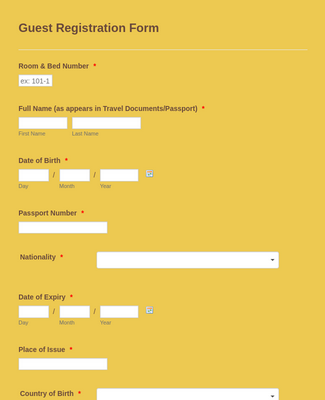 Guest Registration Form
Room & Bed Number *
ex: 101-1
Full Name (as appears in Travel Documents/Passport) *
First Name Last Name
Date of Birth *
/ /
Day Month Year
Passport Number *
Nationality *
Date of Expiry *
/ /
Day Month Year
Place of Issue *
Country of Birth *